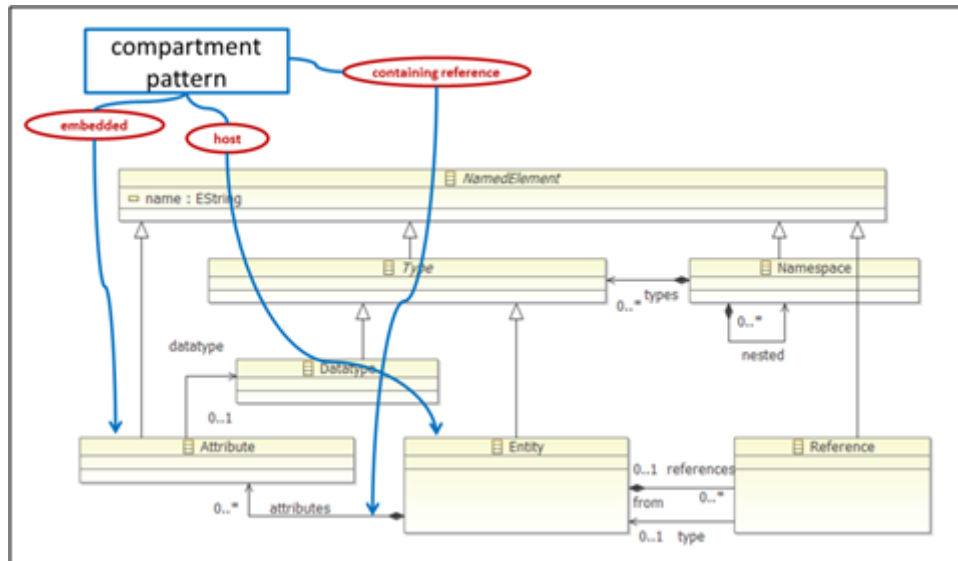 compartment
pattern
containing reference
embedded
host
NamedElement
name : EString
Type
Namespace
0..*
types
0..*
nested
datatype
Datatype
0..1
Attribute
Entity
Reference
0..1 references
0..*
from
0..* attributes
0..1 type